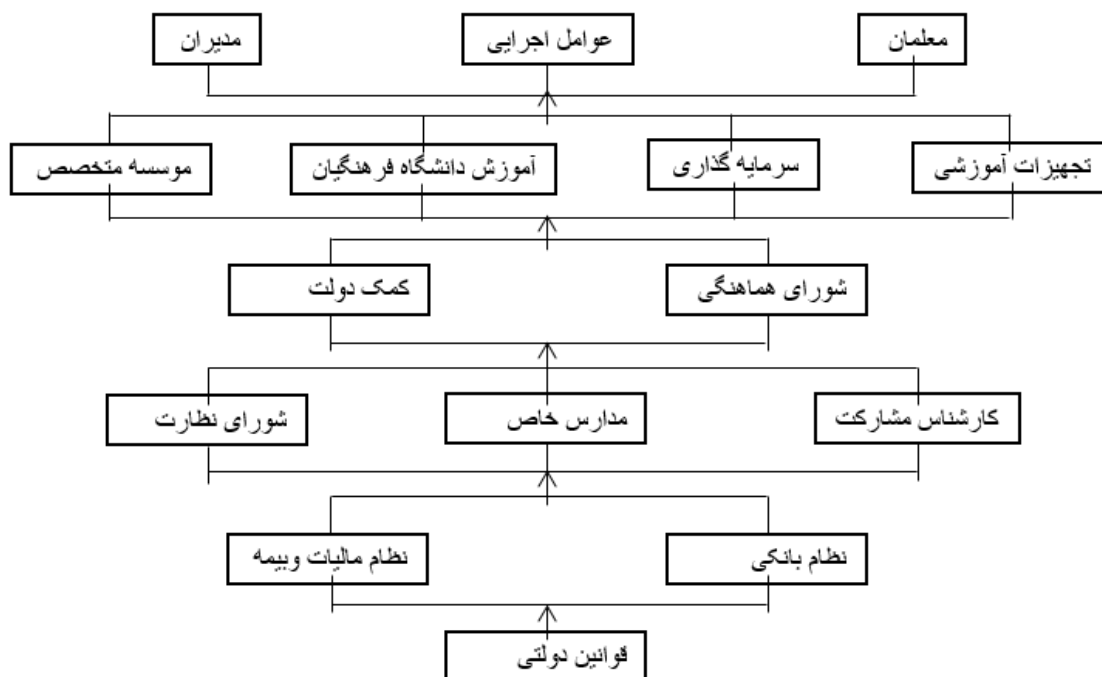 معلمان
عوامل اجرایی
مدیران
تجهیزات آموزشی
سرمایه گذاری
آموزش دانشگاه فرهنگیان
موسسه متخصص
شورای هماهنگی
کمک دولت
کارشناس مشارکت
مدارس خاص
شورای نظارت
نظام بانکی
نظام مالیات وبیمه
قوانین دولتی